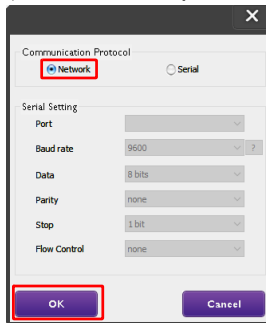 Communication Protocol
Network Serial
Serial Setting
Port
Baud rate 9600 ?
Data 8 bits
Parity none
Stop 1 bit
Flow Control none
OK Cancel